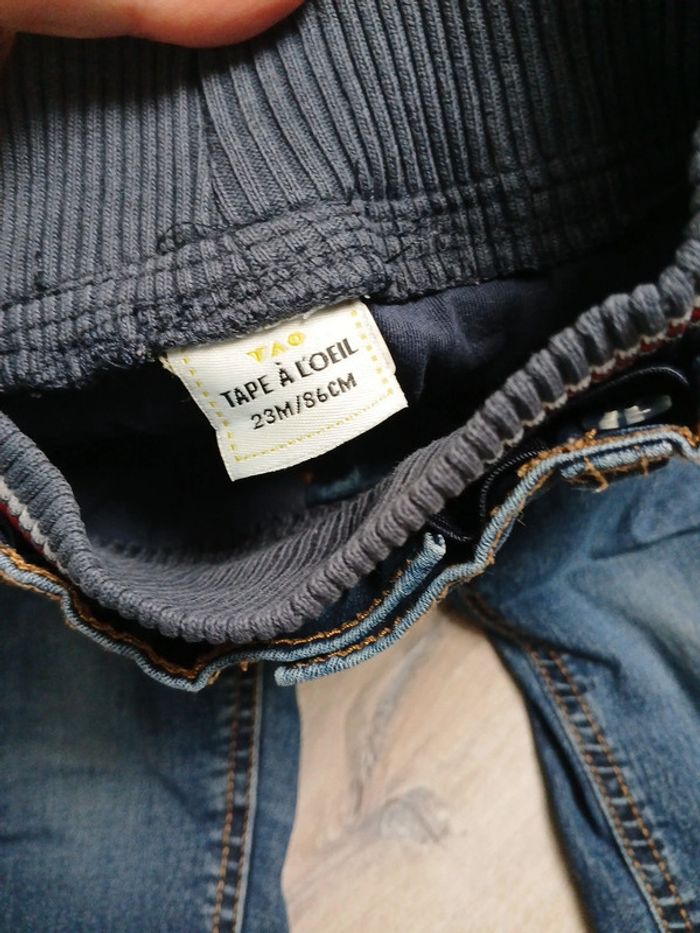 TAO
TAPE À L'OEIL
23M/86CM